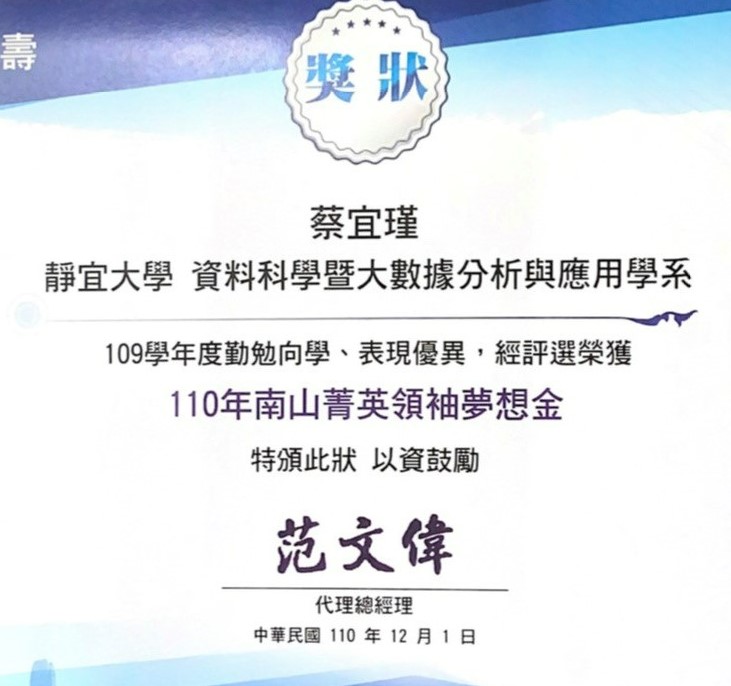 壽
獎狀
蔡宜瑾
靜宜大學 資料科學暨大數據分析與應用學系
109學年度勤勉向學、表現優異，經評選榮獲
110年南山菁英領袖夢想金
特頒此狀 以資鼓勵
范文偉
代理總經理
中華民國 110 年 12 月 1 日